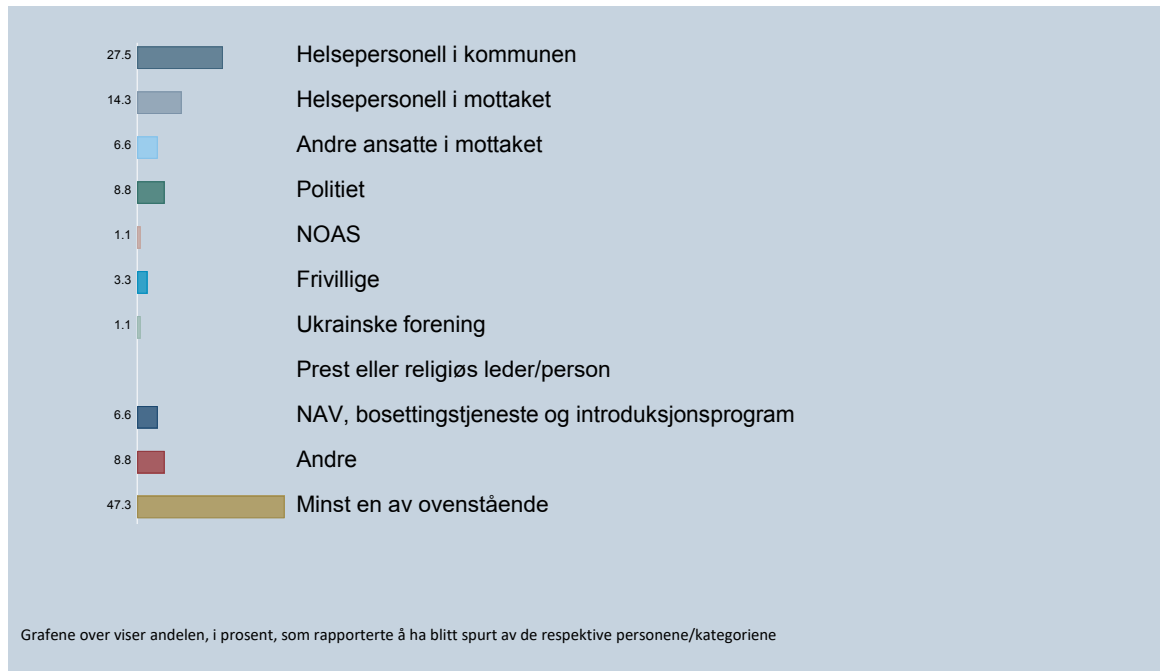 27.5 Helsepersonell i kommunen
14.3 Helsepersonell i mottaket
6.6 Andre ansatte i mottaket
8.8 Politiet
1.1 NOAS
3.3 Frivillige
1.1 Ukrainske forening
Prest eller religiøs leder/person
6.6 NAV, bosettingstjeneste og introduksjonsprogram
8.8 Andre
47.3 Minst en av ovenstående
Grafene over viser andelen, i prosent, som rapporterte å ha blitt spurt av de respektive personene/kategoriene